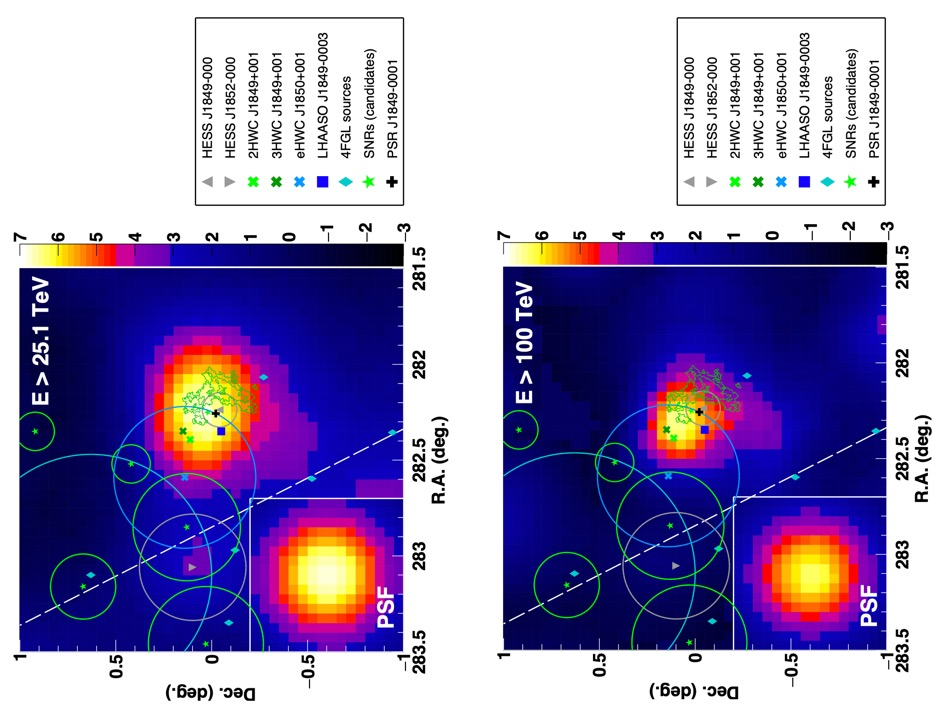 E > 25.1 TeV
PSF
1
0.5
0
−0.5
−1
Dec. (deg.)
283.5 283 282.5 282 281.5
R.A. (deg.)
7
6
5
4
3
2
1
0
−1
−2
−3
HESS J1849-000
HESS J1852-000
2HWC J1849+001
3HWC J1849+001
eHWC J1850+001
LHAASO J1849-0003
4FGL sources
SNRs (candidates)
PSR J1849-0001
E > 100 TeV
PSF
1
0.5
0
−0.5
−1
Dec. (deg.)
283.5 283 282.5 282 281.5
R.A. (deg.)
7
6
5
4
3
2
1
0
−1
−2
−3
HESS J1849-000
HESS J1852-000
2HWC J1849+001
3HWC J1849+001
eHWC J1850+001
LHAASO J1849-0003
4FGL sources
SNRs (candidates)
PSR J1849-0001